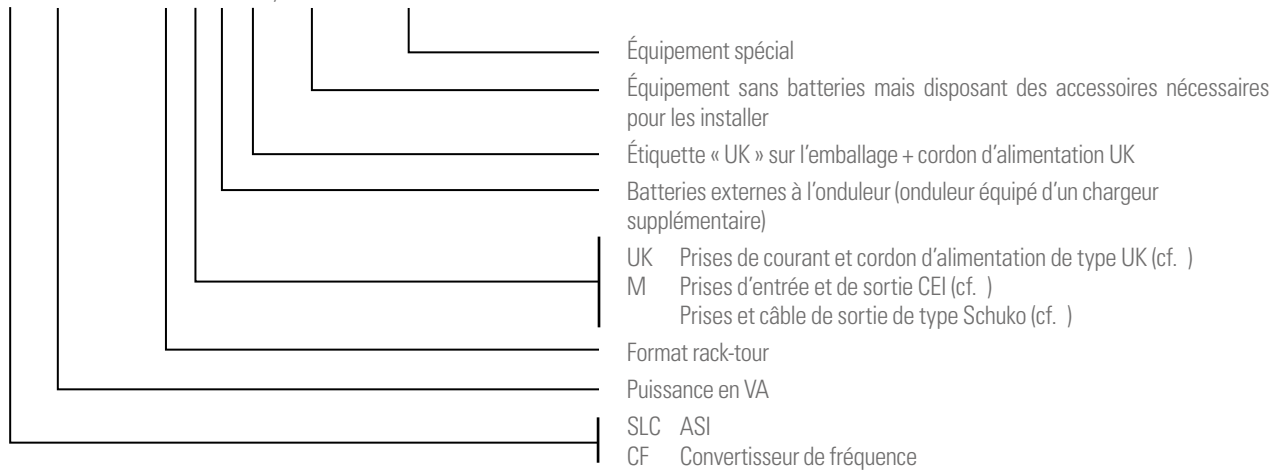 Équipement spécial
Équipement sans batteries mais disposant des accessoires nécessaires
pour les installer
Étiquette « UK » sur l'emballage + cordon d'alimentation UK
Batteries externes à l'onduleur (onduleur équipé d'un chargeur
supplémentaire)
UK Prises de courant et cordon d'alimentation de type UK (cf. )
M Prises d'entrée et de sortie CEI (cf. )
Prises et câble de sortie de type Schuko (cf. )
Format rack-tour
Puissance en VA
SLC ASI
CF Convertisseur de fréquence